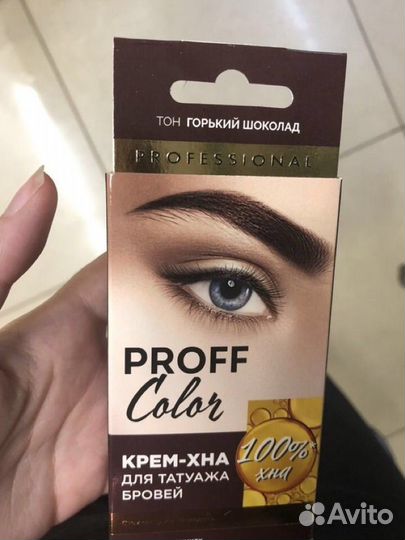 ТОН ГОРЬКИЙ ШОКОЛАД
PROFESSIONAL
PROFF
Color
КРЕМ-ХНА
ДЛЯ ТАТУАЖА
БРОВЕЙ
100%
ХНА
Avito